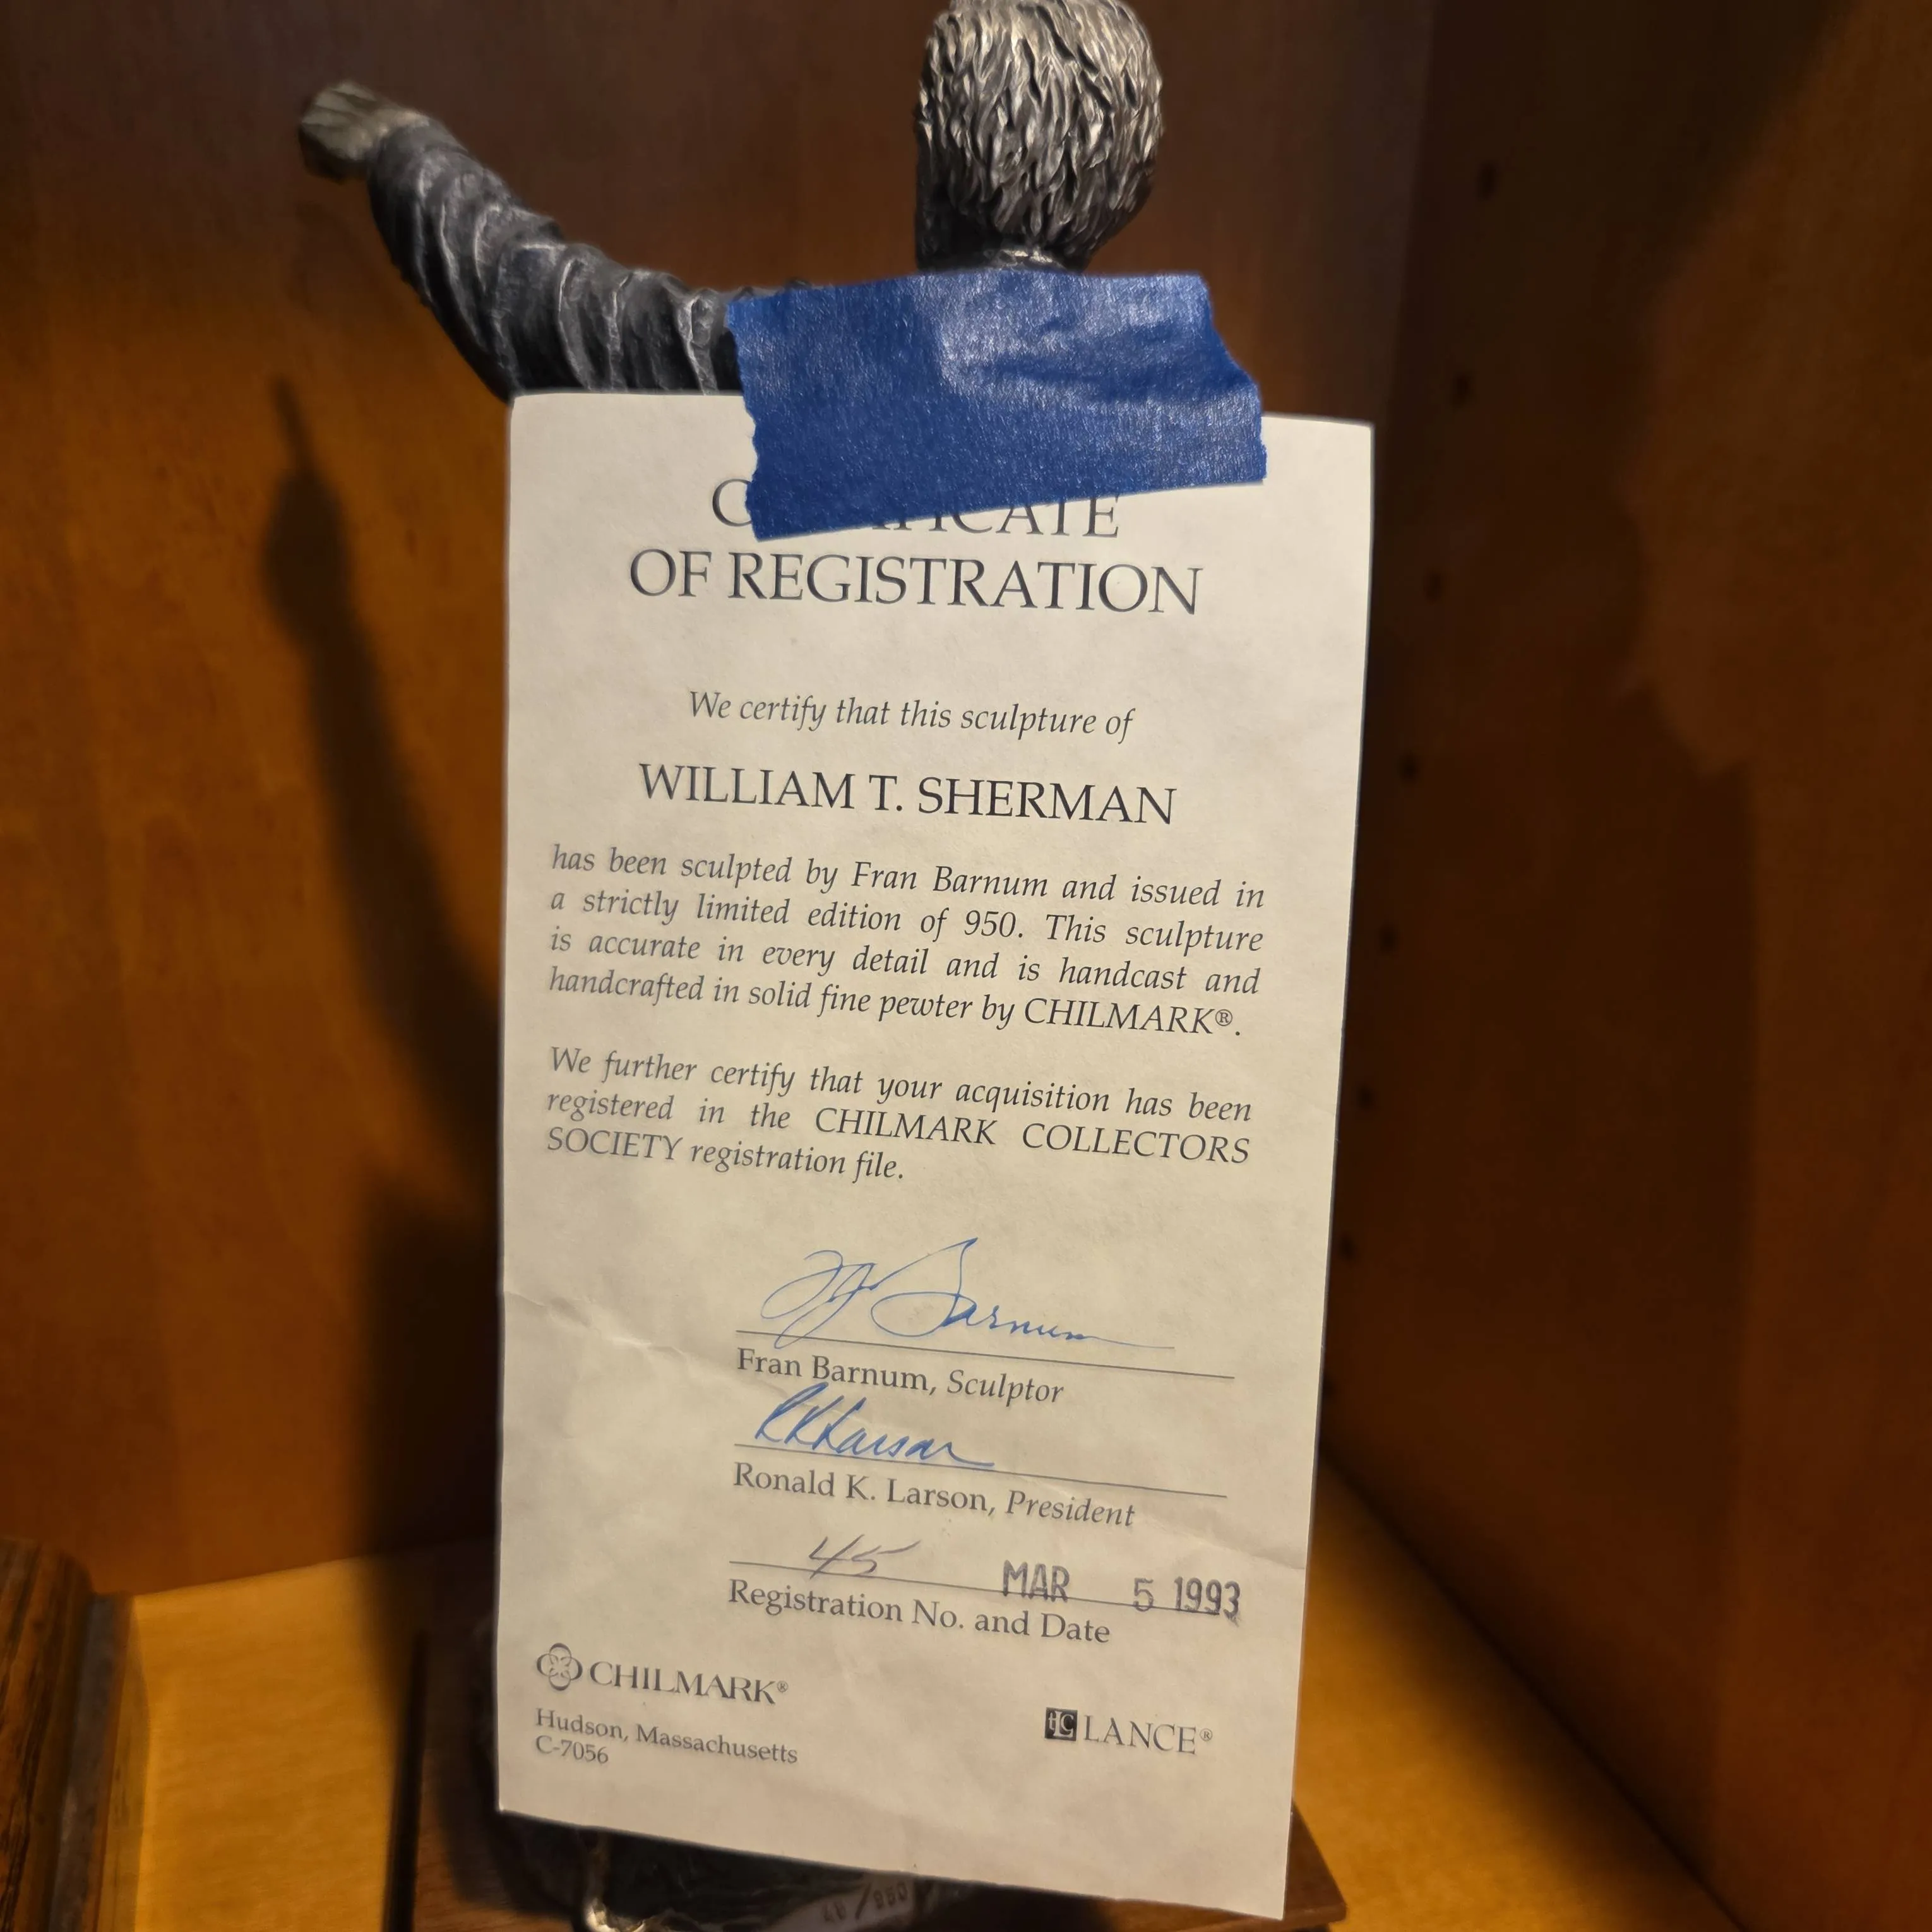 OF REGISTRATION
We certify that this sculpture of
WILLIAM T. SHERMAN
has been sculpted by Fran Barnum and issued in
a strictly limited edition of 950. This sculpture
is accurate in every detail and is handcast and
handcrafted in solid fine pewter by CHILMARK®.
We further certify that your acquisition has been
registered in the CHILMARK COLLECTORS
SOCIETY registration file.
Barnum
Fran Barnum, Sculptor
RKLarson
Ronald K. Larson, President
45 MAR 5 1993
Registration No. and Date
CHILMARK®
Hudson, Massachusetts
C-7056
tlc LANCE®